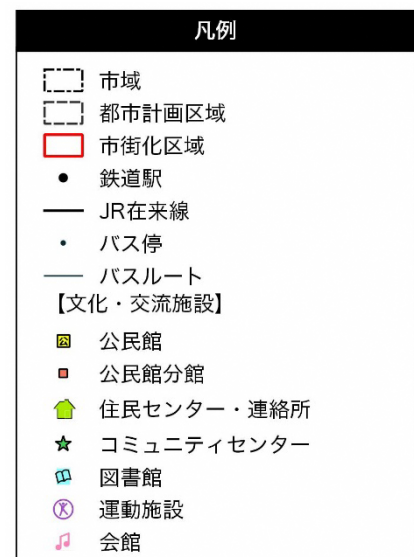 凡例
市域
都市計画区域
市街化区域
鉄道駅
JR在来線
バス停
バスルート
【文化・交流施設】
公 公民館
公民館分館
住民センター・連絡所
コミュニティセンター
図書館
運動施設
会館